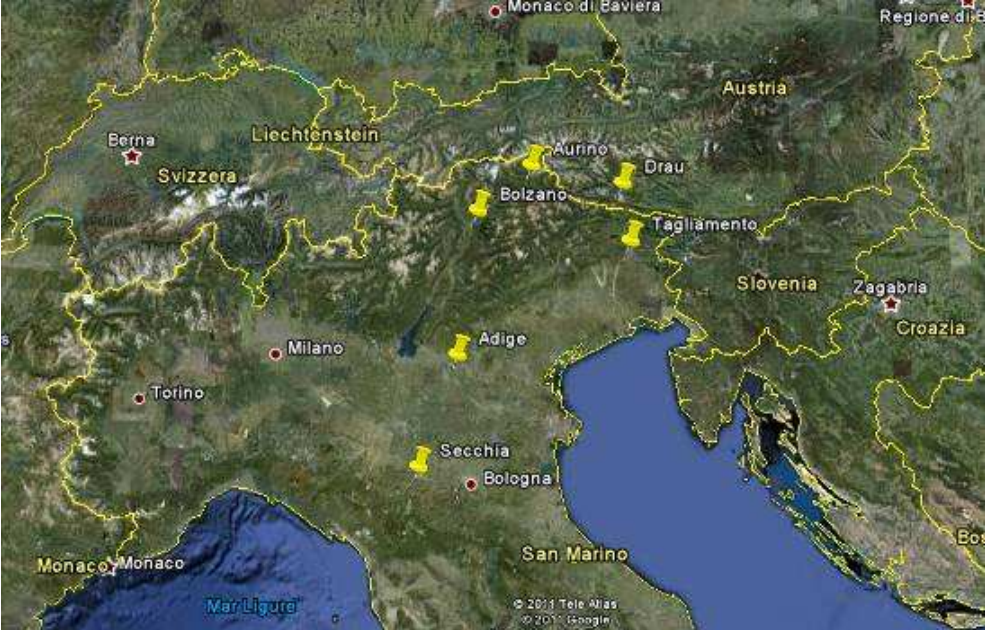 Monaco di Baviera
Regione di B
Austria
Berna
Liechtenstein
Aurino
Svizzera
Drau
Bolzano
Tagliamento
Slovenia
Zagabria
Croazia
s
Milano
Adige
Torino
Secchia
Bologna
Bos
San Marino
Monaco
Monaco
Mar Ligure
© 2011 Tele Atlas
© 2011 Google